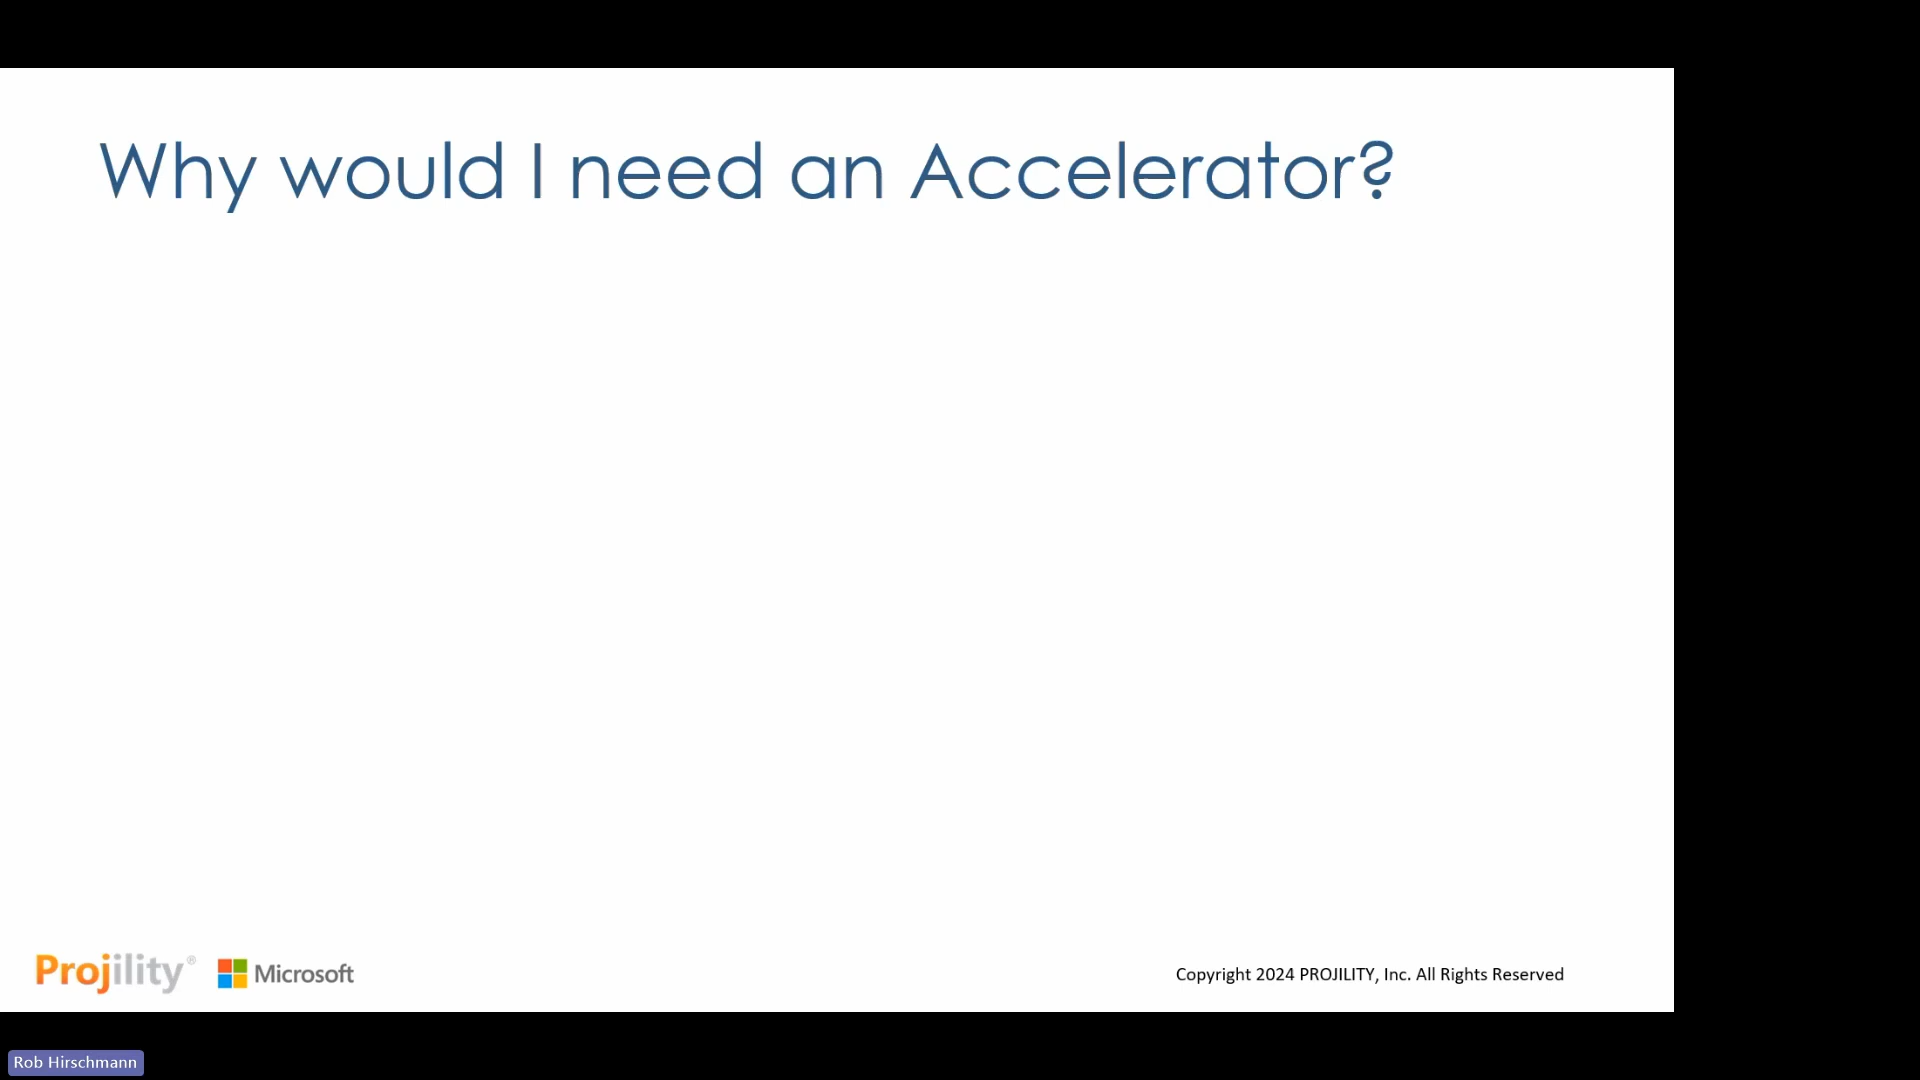 Why would I need an Accelerator?
Projility®
Microsoft
Copyright 2024 PROJILITY, Inc. All Rights Reserved
Rob Hirschmann